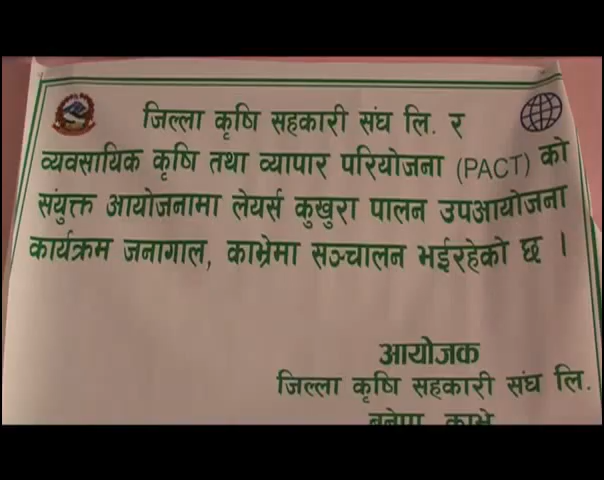 जिल्ला कृषि सहकारी संघ लि. र
व्यवसायिक कृषि तथा व्यापार परियोजना (PACT) को
संयुक्त आयोजनामा लेयर्स कुखुरा पालन उपआयोजना
कार्यक्रम जनागाल, काभ्रेमा सञ्चालन भईरहेको छ ।
आयोजक
जिल्ला कृषि सहकारी संघ लि.
बनेपा, काभ्रे